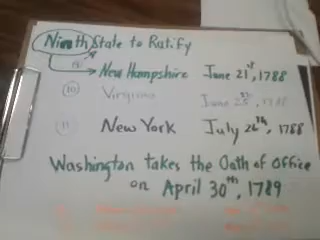 Ninth State to Ratify
(9) New Hampshire June 21st, 1788
(10) Virginia June 25th, 1788
(11) New York July 26th, 1788
Washington takes the Oath of Office
on April 30th, 1789